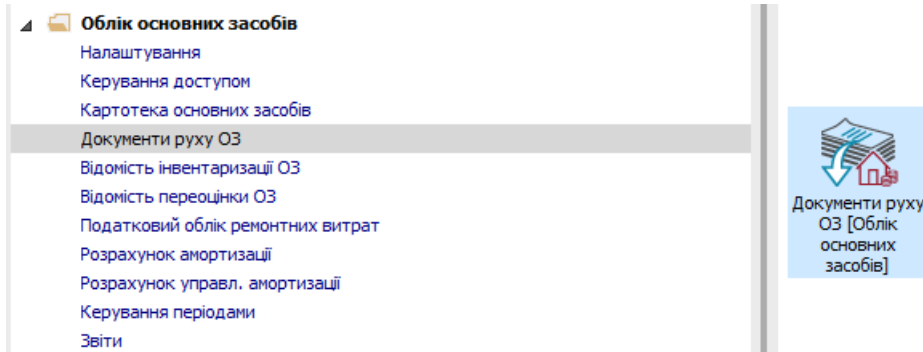 Облік основних засобів
Налаштування
Керування доступом
Картотека основних засобів
Документи руху ОЗ
Відомість інвентаризації ОЗ
Відомість переоцінки ОЗ
Податковий облік ремонтних витрат
Розрахунок амортизації
Розрахунок управл. амортизації
Керування періодами
Звіти
Документи руху
ОЗ [Облік
основних
засобів]